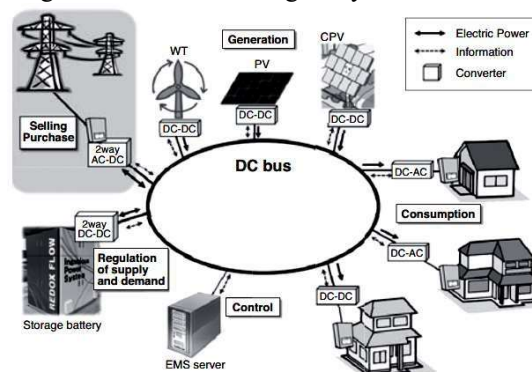 Generation
WT
PV
CPV
Electric Power
Information
Converter
DC-DC
DC-DC
DC-DC
Selling
Purchase
2way
AC-DC
DC bus
DC-AC
Consumption
2way
DC-DC
Regulation
of supply
and demand
REDOX FLOW
Storage battery
DC-AC
DC-DC
Control
EMS server